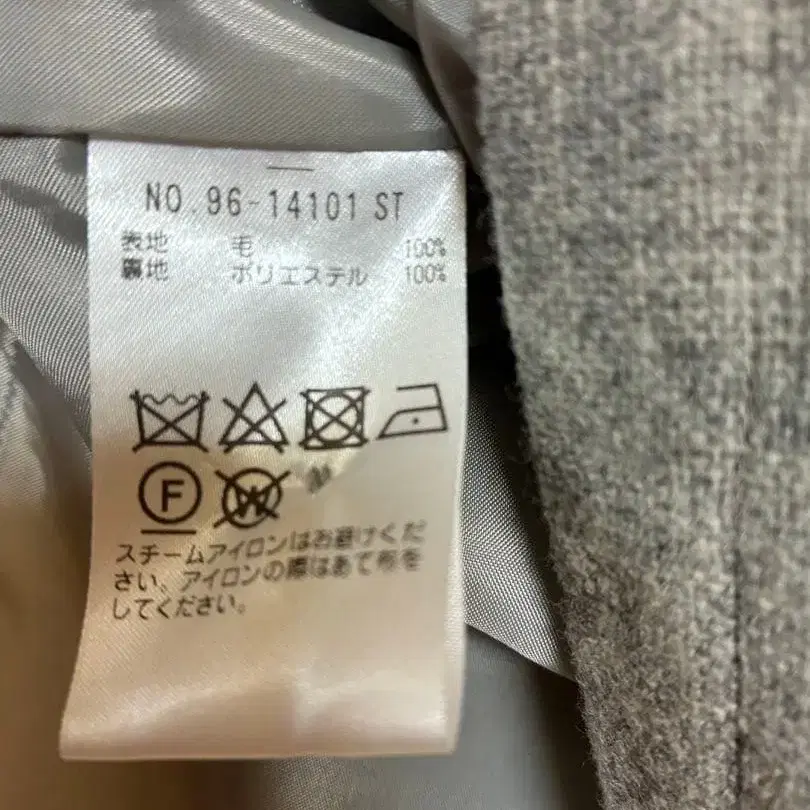 NO.96-14101 ST
表地 毛 100%
裏地 ポリエステル 100%
F W
スチームアイロンはお避けくだ
さい。アイロンの際はあて布を
してください。